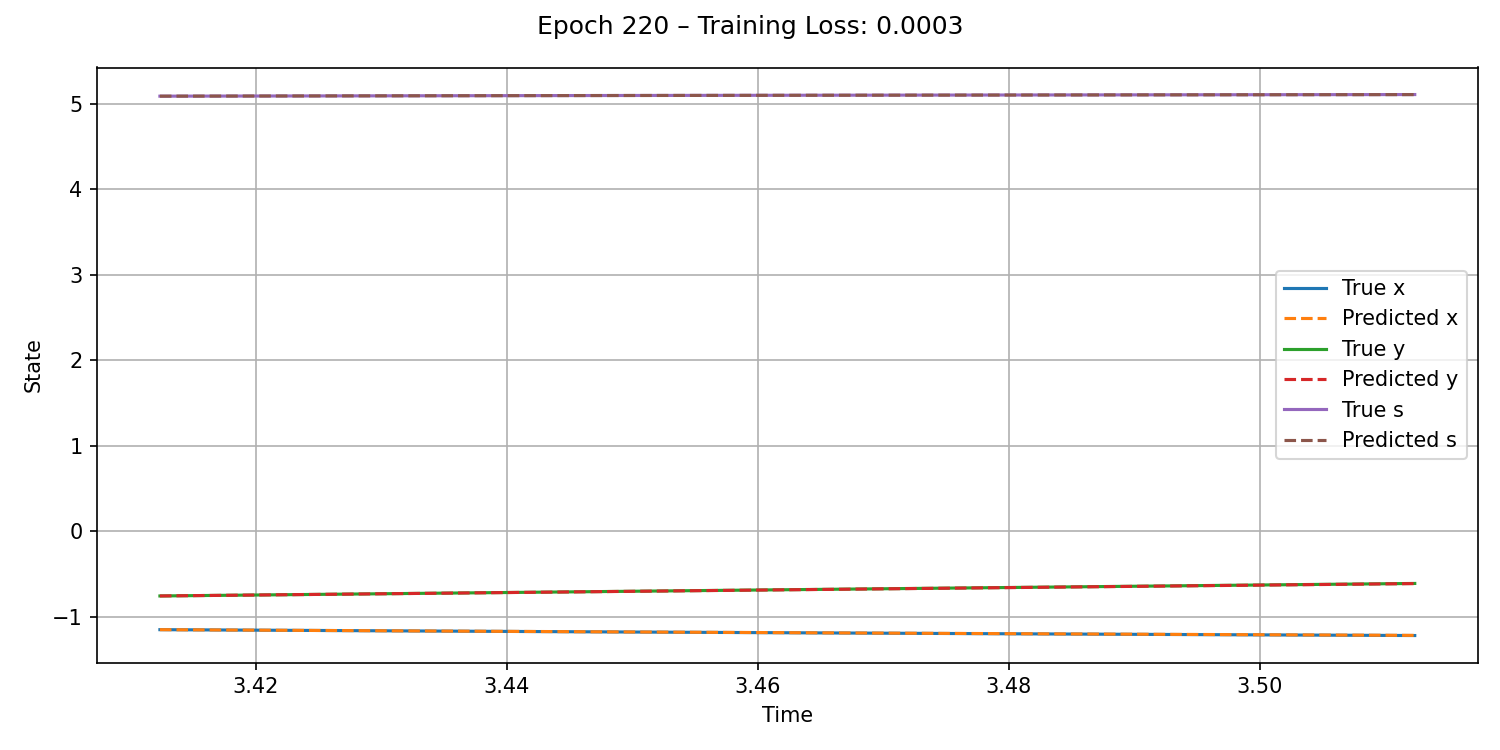 Epoch 220 – Training Loss: 0.0003
State
5
4
3
2
1
0
−1
True x
Predicted x
True y
Predicted y
True s
Predicted s
3.42
3.44
3.46
3.48
3.50
Time